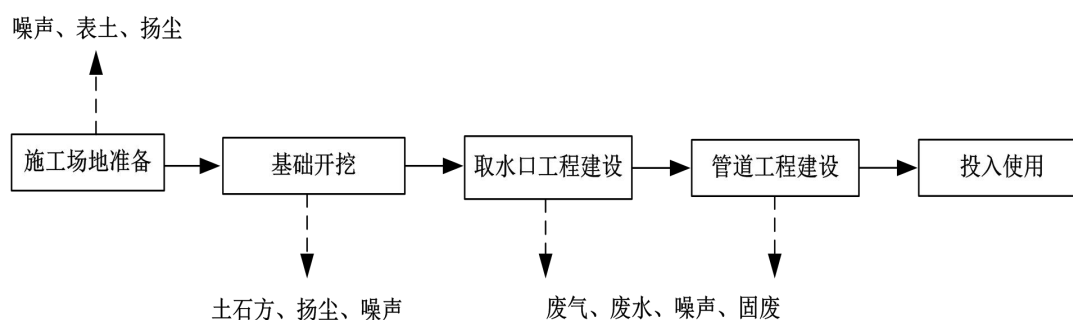 噪声、表土、扬尘
施工场地准备
基础开挖
取水口工程建设
管道工程建设
投入使用
土石方、扬尘、噪声
废气、废水、噪声、固废